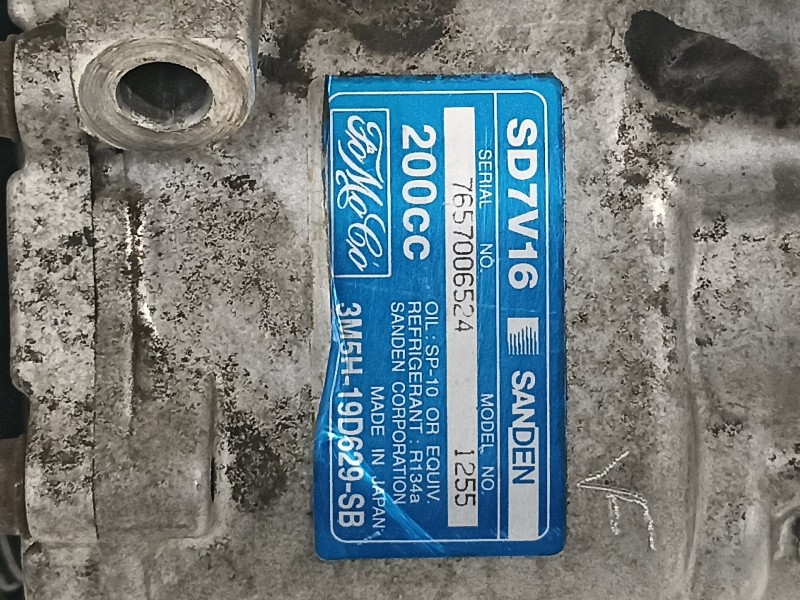 SD7V16 SANDEN
SERIAL NO. MODEL NO.
7657006524 1255
200CC
OIL : SP-10 OR EQUIV.
REFRIGERANT : R134a
SANDEN CORPORATION
MADE IN JAPAN
FoMoCo
3M5H-19D629-SB